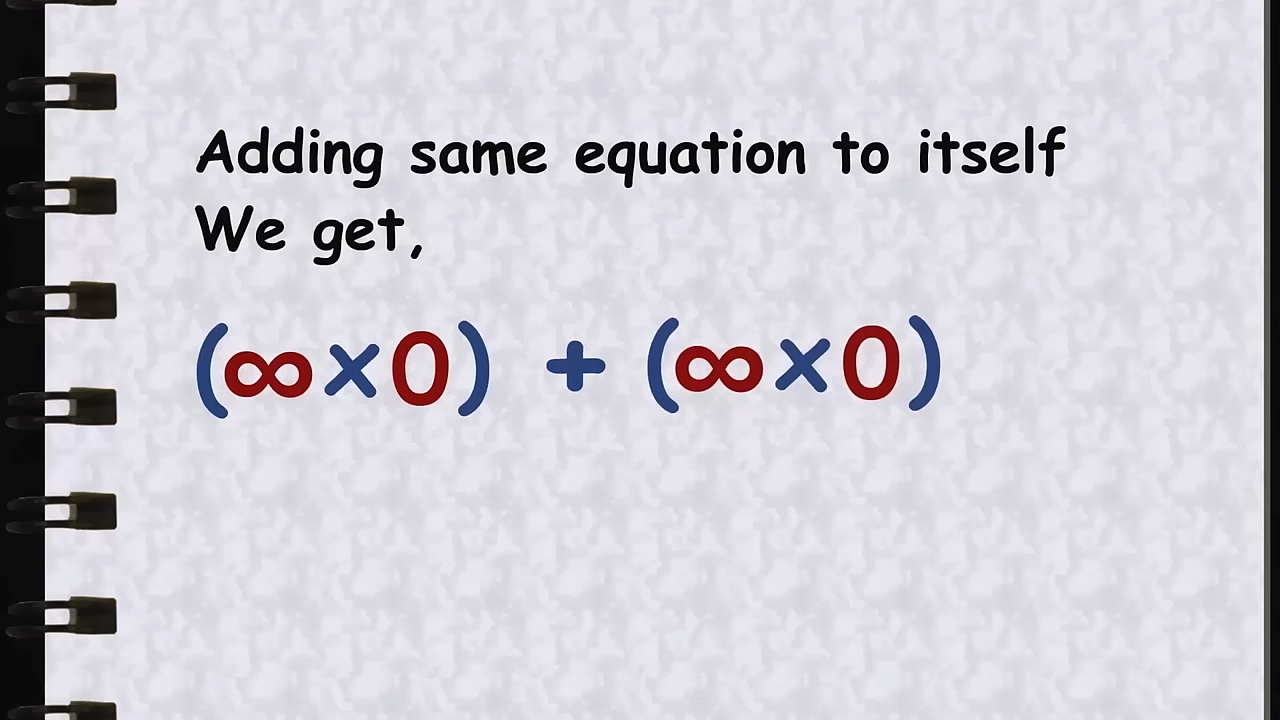 Adding same equation to itself
We get,
(∞×0) + (∞×0)